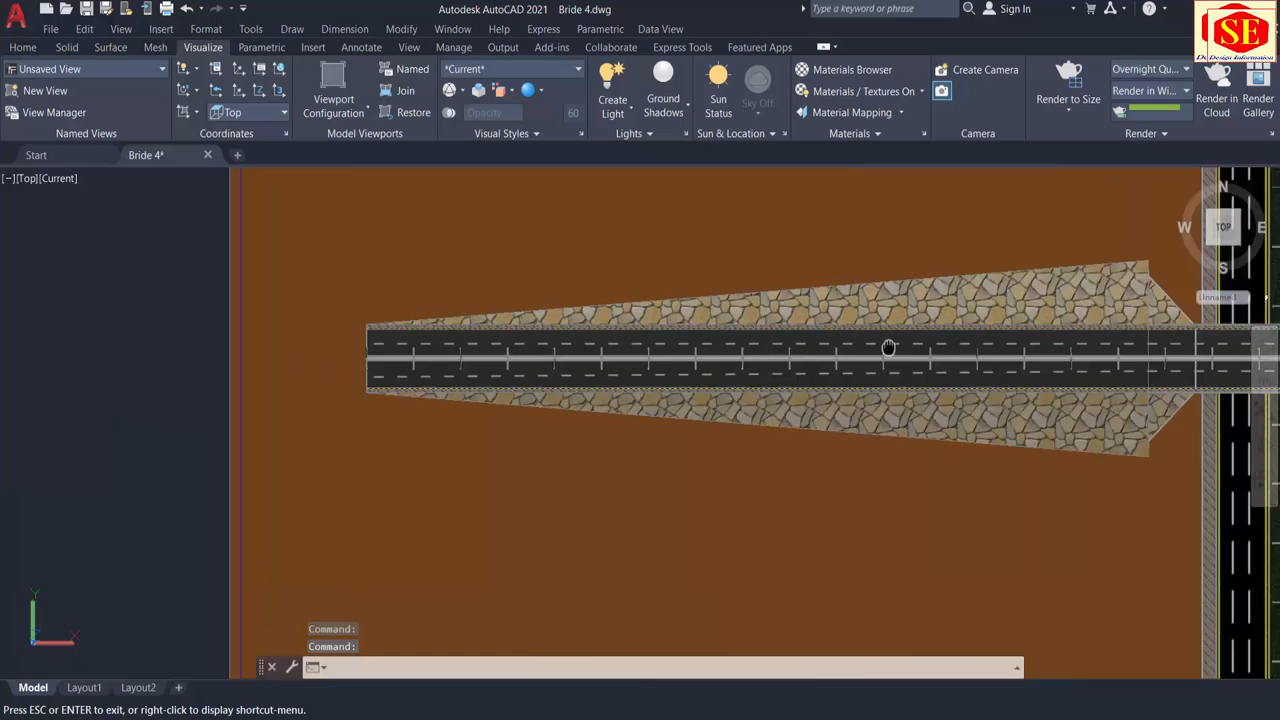 Autodesk AutoCAD 2021 Bride 4.dwg
Type a keyword or phrase
Sign In
File Edit View Insert Format Tools Draw Dimension Modify Window Help Express Parametric Data View
Home Solid Surface Mesh Visualize Parametric Insert Annotate View Manage Output Add-ins Collaborate Express Tools Featured Apps
SE
Design Information
Unsaved View
New View
View Manager
Named Views
Top
Coordinates
Viewport
Configuration
Named
Join
Restore
Model Viewports
*Current*
Opacity 60
Visual Styles
Create
Light
Ground
Shadows
Lights
Sun
Status
Sky Off
Sun & Location
Materials Browser
Materials / Textures On
Material Mapping
Materials
Create Camera
Camera
Render to Size
Overnight Qu...
Render in Wi...
Render in
Cloud
Render
Gallery
Render
Start Bride 4*
[−][Top][Current]
N
W TOP E
S
Unnamed
Y
X
Command:
Command:
Model Layout1 Layout2
Press ESC or ENTER to exit, or right-click to display shortcut-menu.